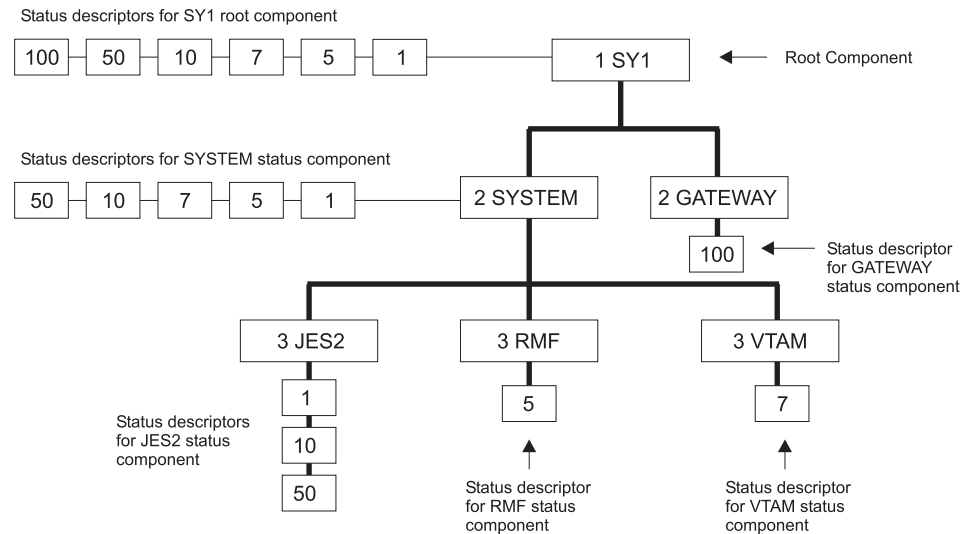 Status descriptors for SY1 root component
100 50 10 7 5 1 1 SY1 Root Component
Status descriptors for SYSTEM status component
50 10 7 5 1 2 SYSTEM 2 GATEWAY
100
Status descriptor
for GATEWAY
status component
3 JES2 3 RMF 3 VTAM
1
10
50
Status descriptors
for JES2 status
component
5
Status descriptor
for RMF status
component
7
Status descriptor
for VTAM status
component